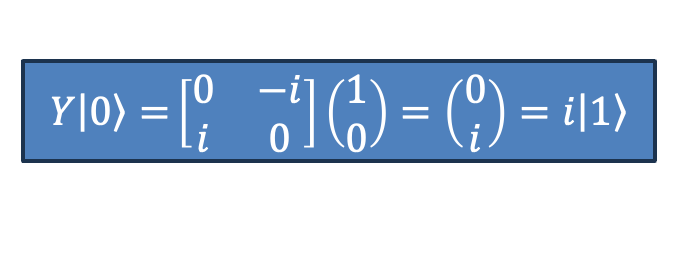 Y|0⟩ = [0 −i; i 0] (1; 0) = (0; i) = i|1⟩